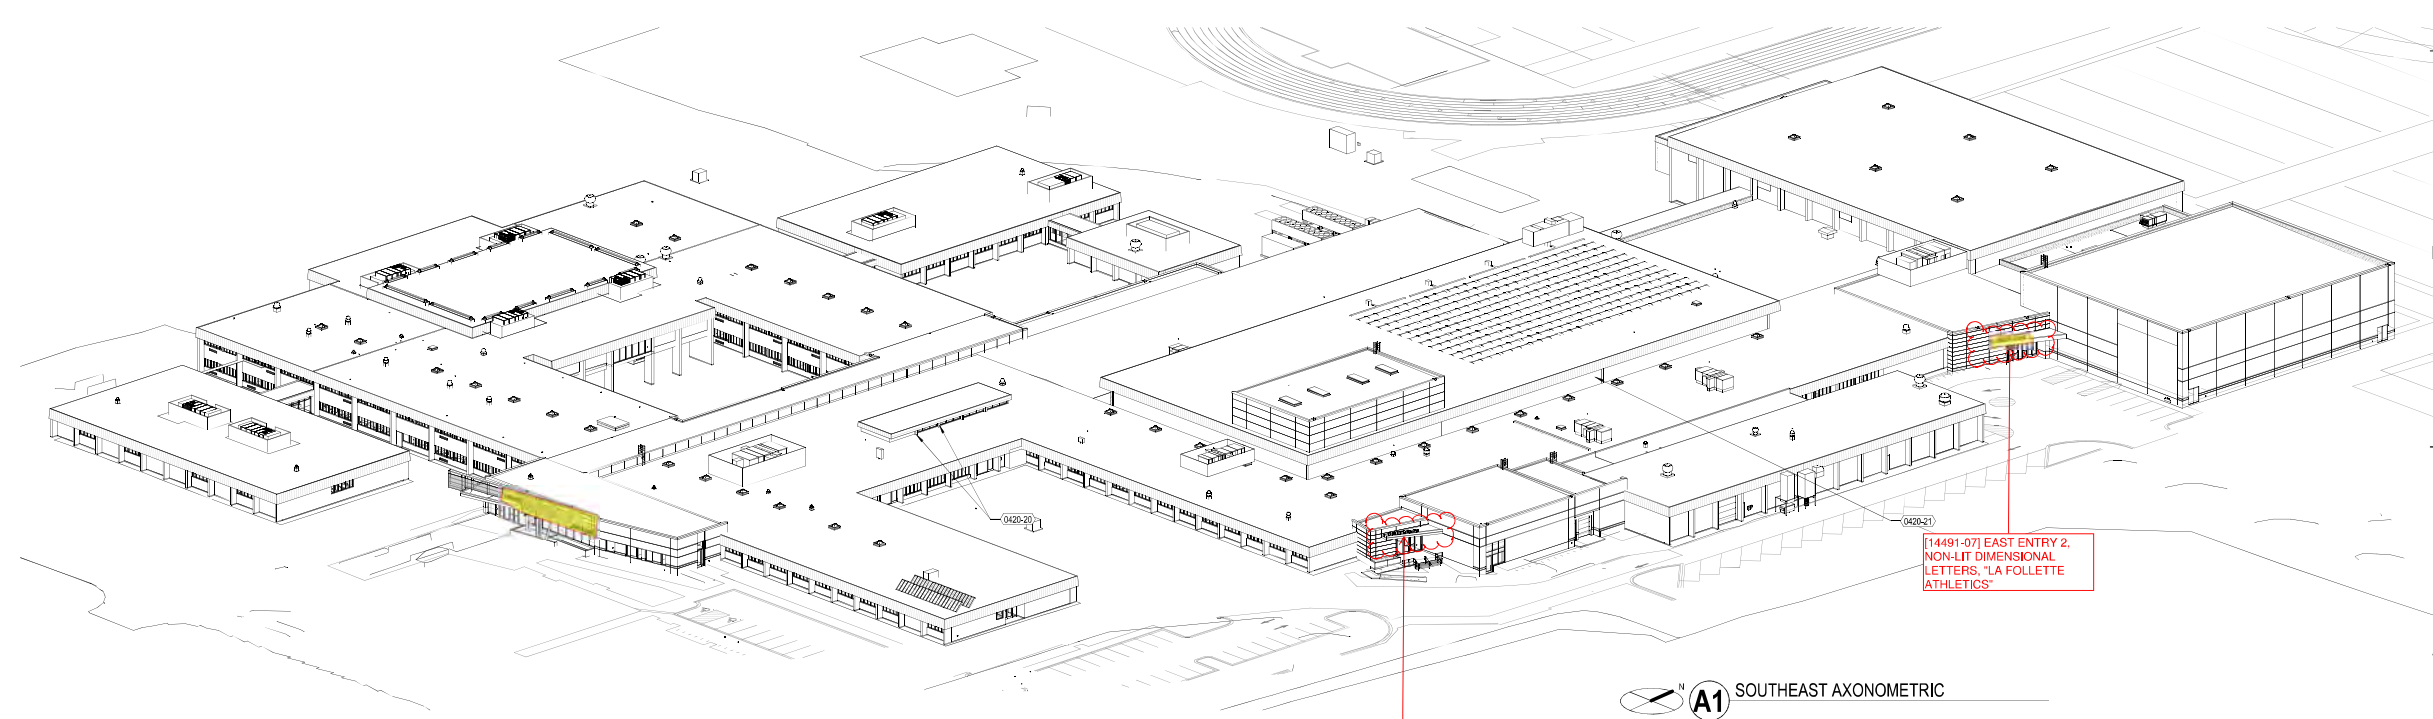 0420-20
0420-21
[14491-07] EAST ENTRY 2,
NON-LIT DIMENSIONAL
LETTERS, "LA FOLLETTE
ATHLETICS"
N
A1
SOUTHEAST AXONOMETRIC